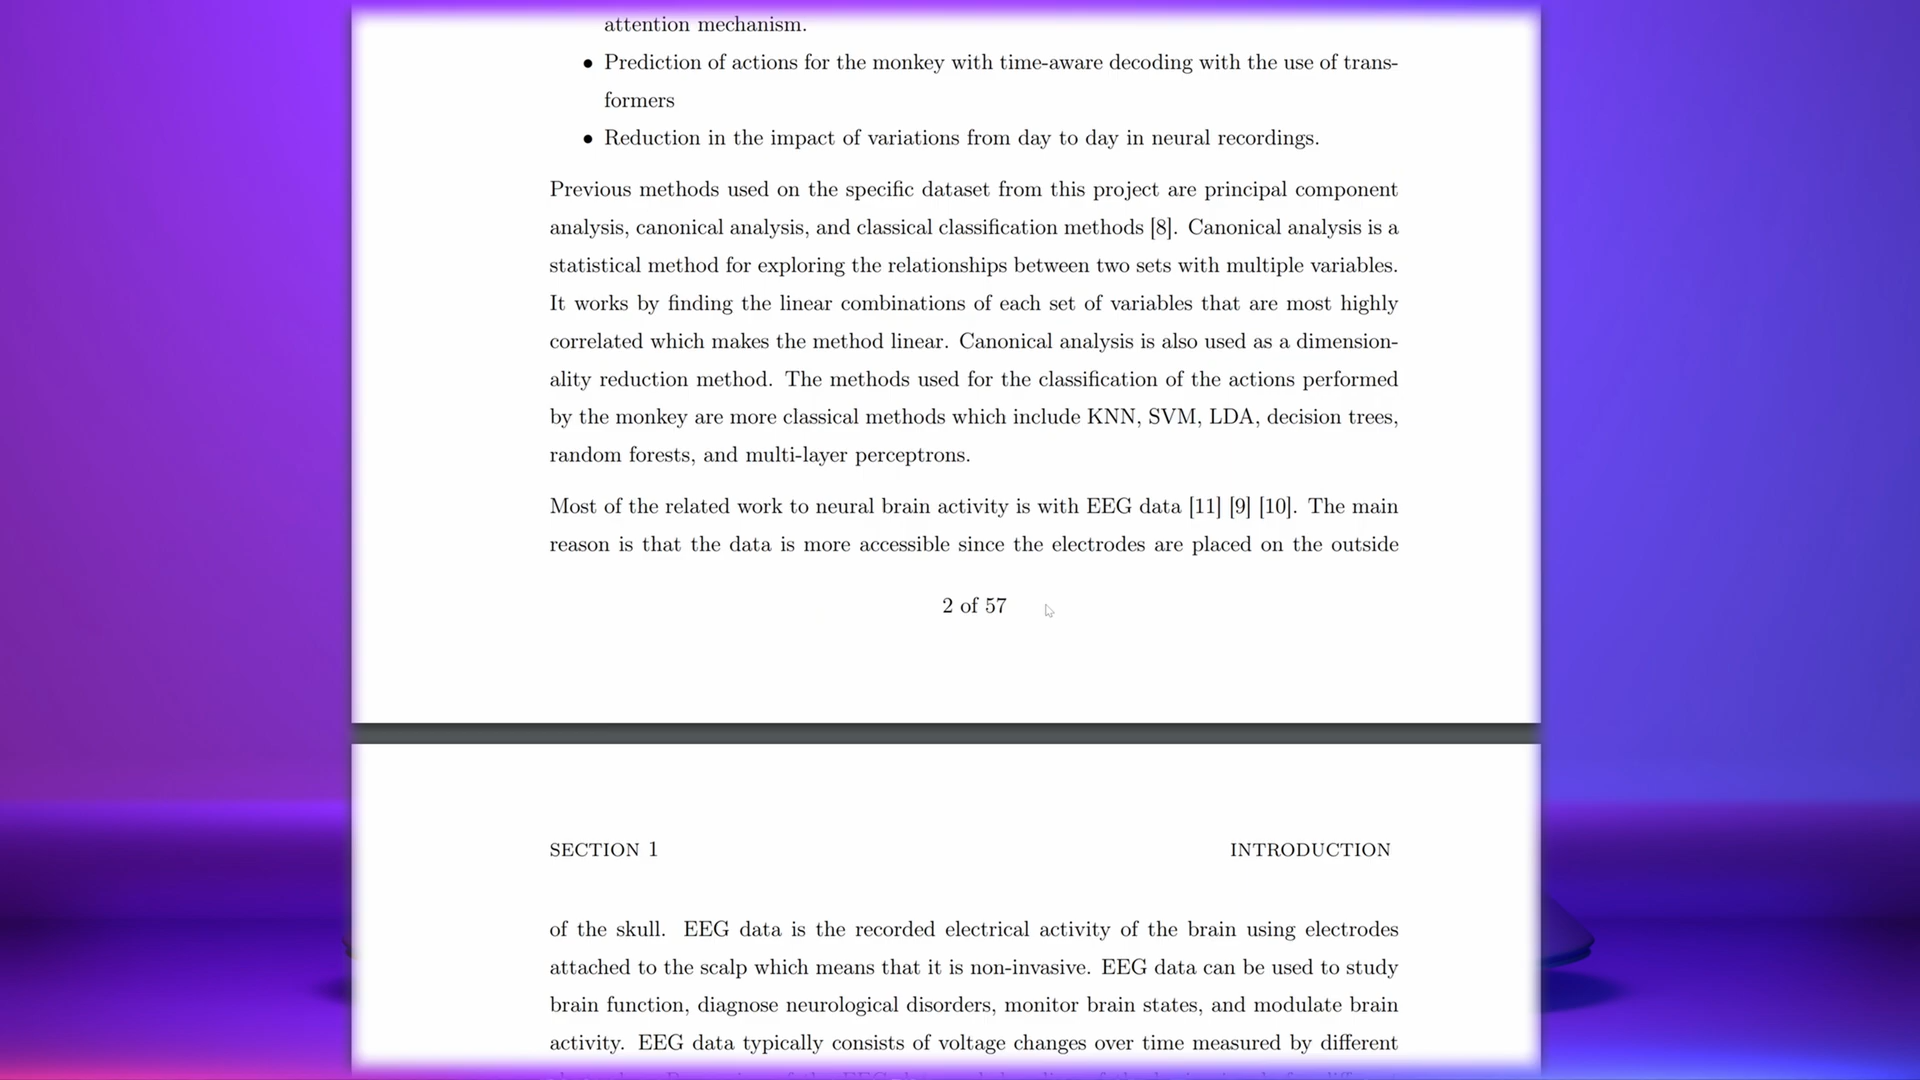 attention mechanism.
• Prediction of actions for the monkey with time-aware decoding with the use of trans-
formers
• Reduction in the impact of variations from day to day in neural recordings.
Previous methods used on the specific dataset from this project are principal component
analysis, canonical analysis, and classical classification methods [8]. Canonical analysis is a
statistical method for exploring the relationships between two sets with multiple variables.
It works by finding the linear combinations of each set of variables that are most highly
correlated which makes the method linear. Canonical analysis is also used as a dimension-
ality reduction method. The methods used for the classification of the actions performed
by the monkey are more classical methods which include KNN, SVM, LDA, decision trees,
random forests, and multi-layer perceptrons.
Most of the related work to neural brain activity is with EEG data [11] [9] [10]. The main
reason is that the data is more accessible since the electrodes are placed on the outside
2 of 57
SECTION 1 INTRODUCTION
of the skull. EEG data is the recorded electrical activity of the brain using electrodes
attached to the scalp which means that it is non-invasive. EEG data can be used to study
brain function, diagnose neurological disorders, monitor brain states, and modulate brain
activity. EEG data typically consists of voltage changes over time measured by different